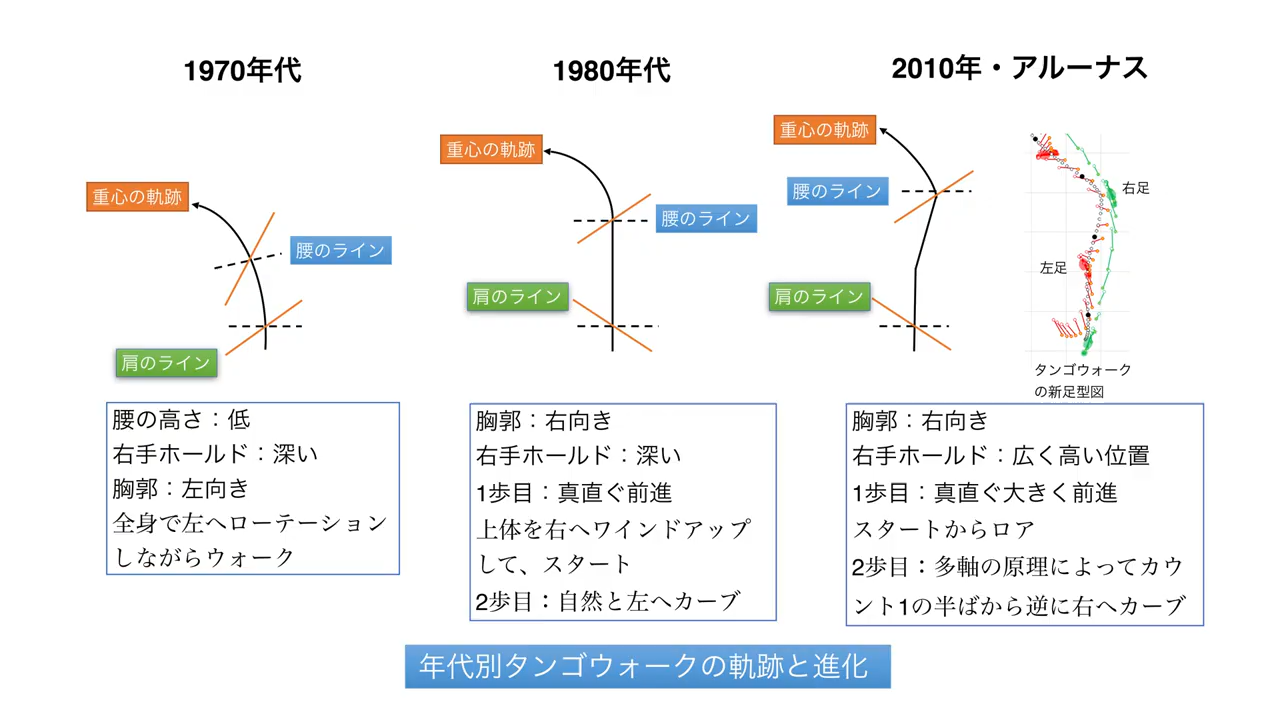 1970年代
重心の軌跡
腰のライン
肩のライン
腰の高さ：低
右手ホールド：深い
胸郭：左向き
全身で左へローテーション
しながらウォーク
1980年代
重心の軌跡
腰のライン
肩のライン
胸郭：右向き
右手ホールド：深い
1歩目：真直ぐ前進
上体を右へワインドアップ
して、スタート
2歩目：自然と左へカーブ
2010年・アルーナス
重心の軌跡
腰のライン
肩のライン
右足
左足
タンゴウォーク
の新足型図
胸郭：右向き
右手ホールド：広く高い位置
1歩目：真直ぐ大きく前進
スタートからロア
2歩目：多軸の原理によってカウ
ント1の半ばから逆に右へカーブ
年代別タンゴウォークの軌跡と進化